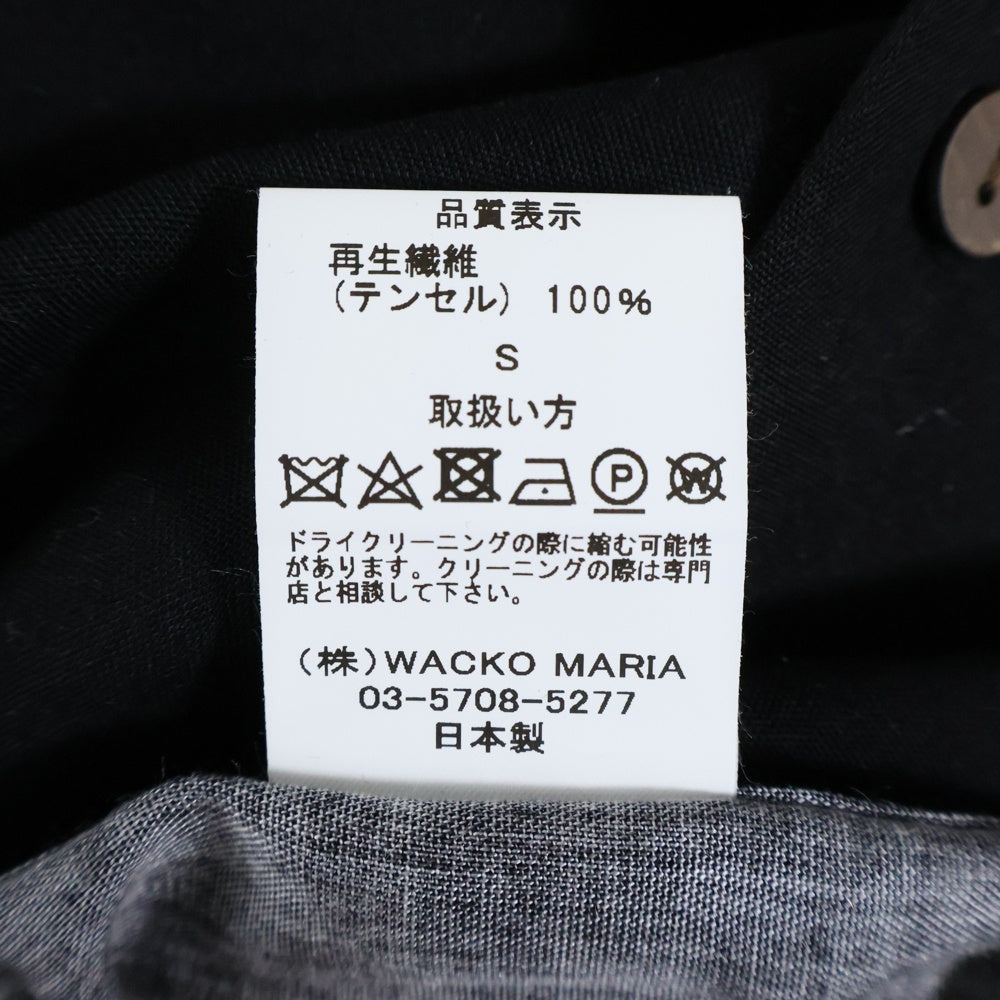 品質表示
再生繊維
(テンセル) 100%
S
取扱い方
P W
ドライクリーニングの際に縮む可能性
があります。クリーニングの際は専門
店と相談して下さい。
(株)WACKO MARIA
03-5708-5277
日本製